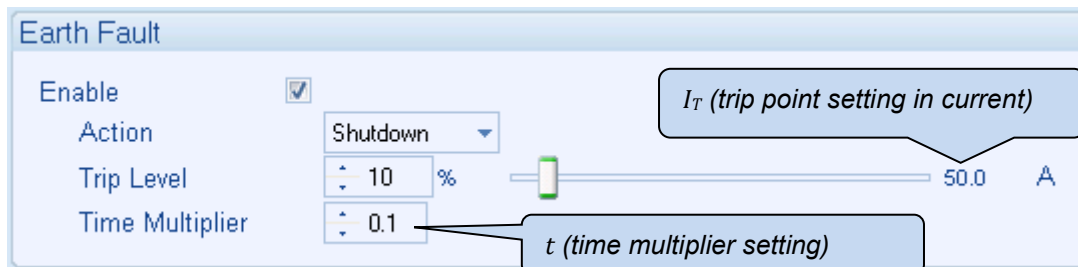 Earth Fault
Enable
I_T (trip point setting in current)
Action Shutdown
Trip Level 10 % 50.0 A
Time Multiplier 0.1
t (time multiplier setting)